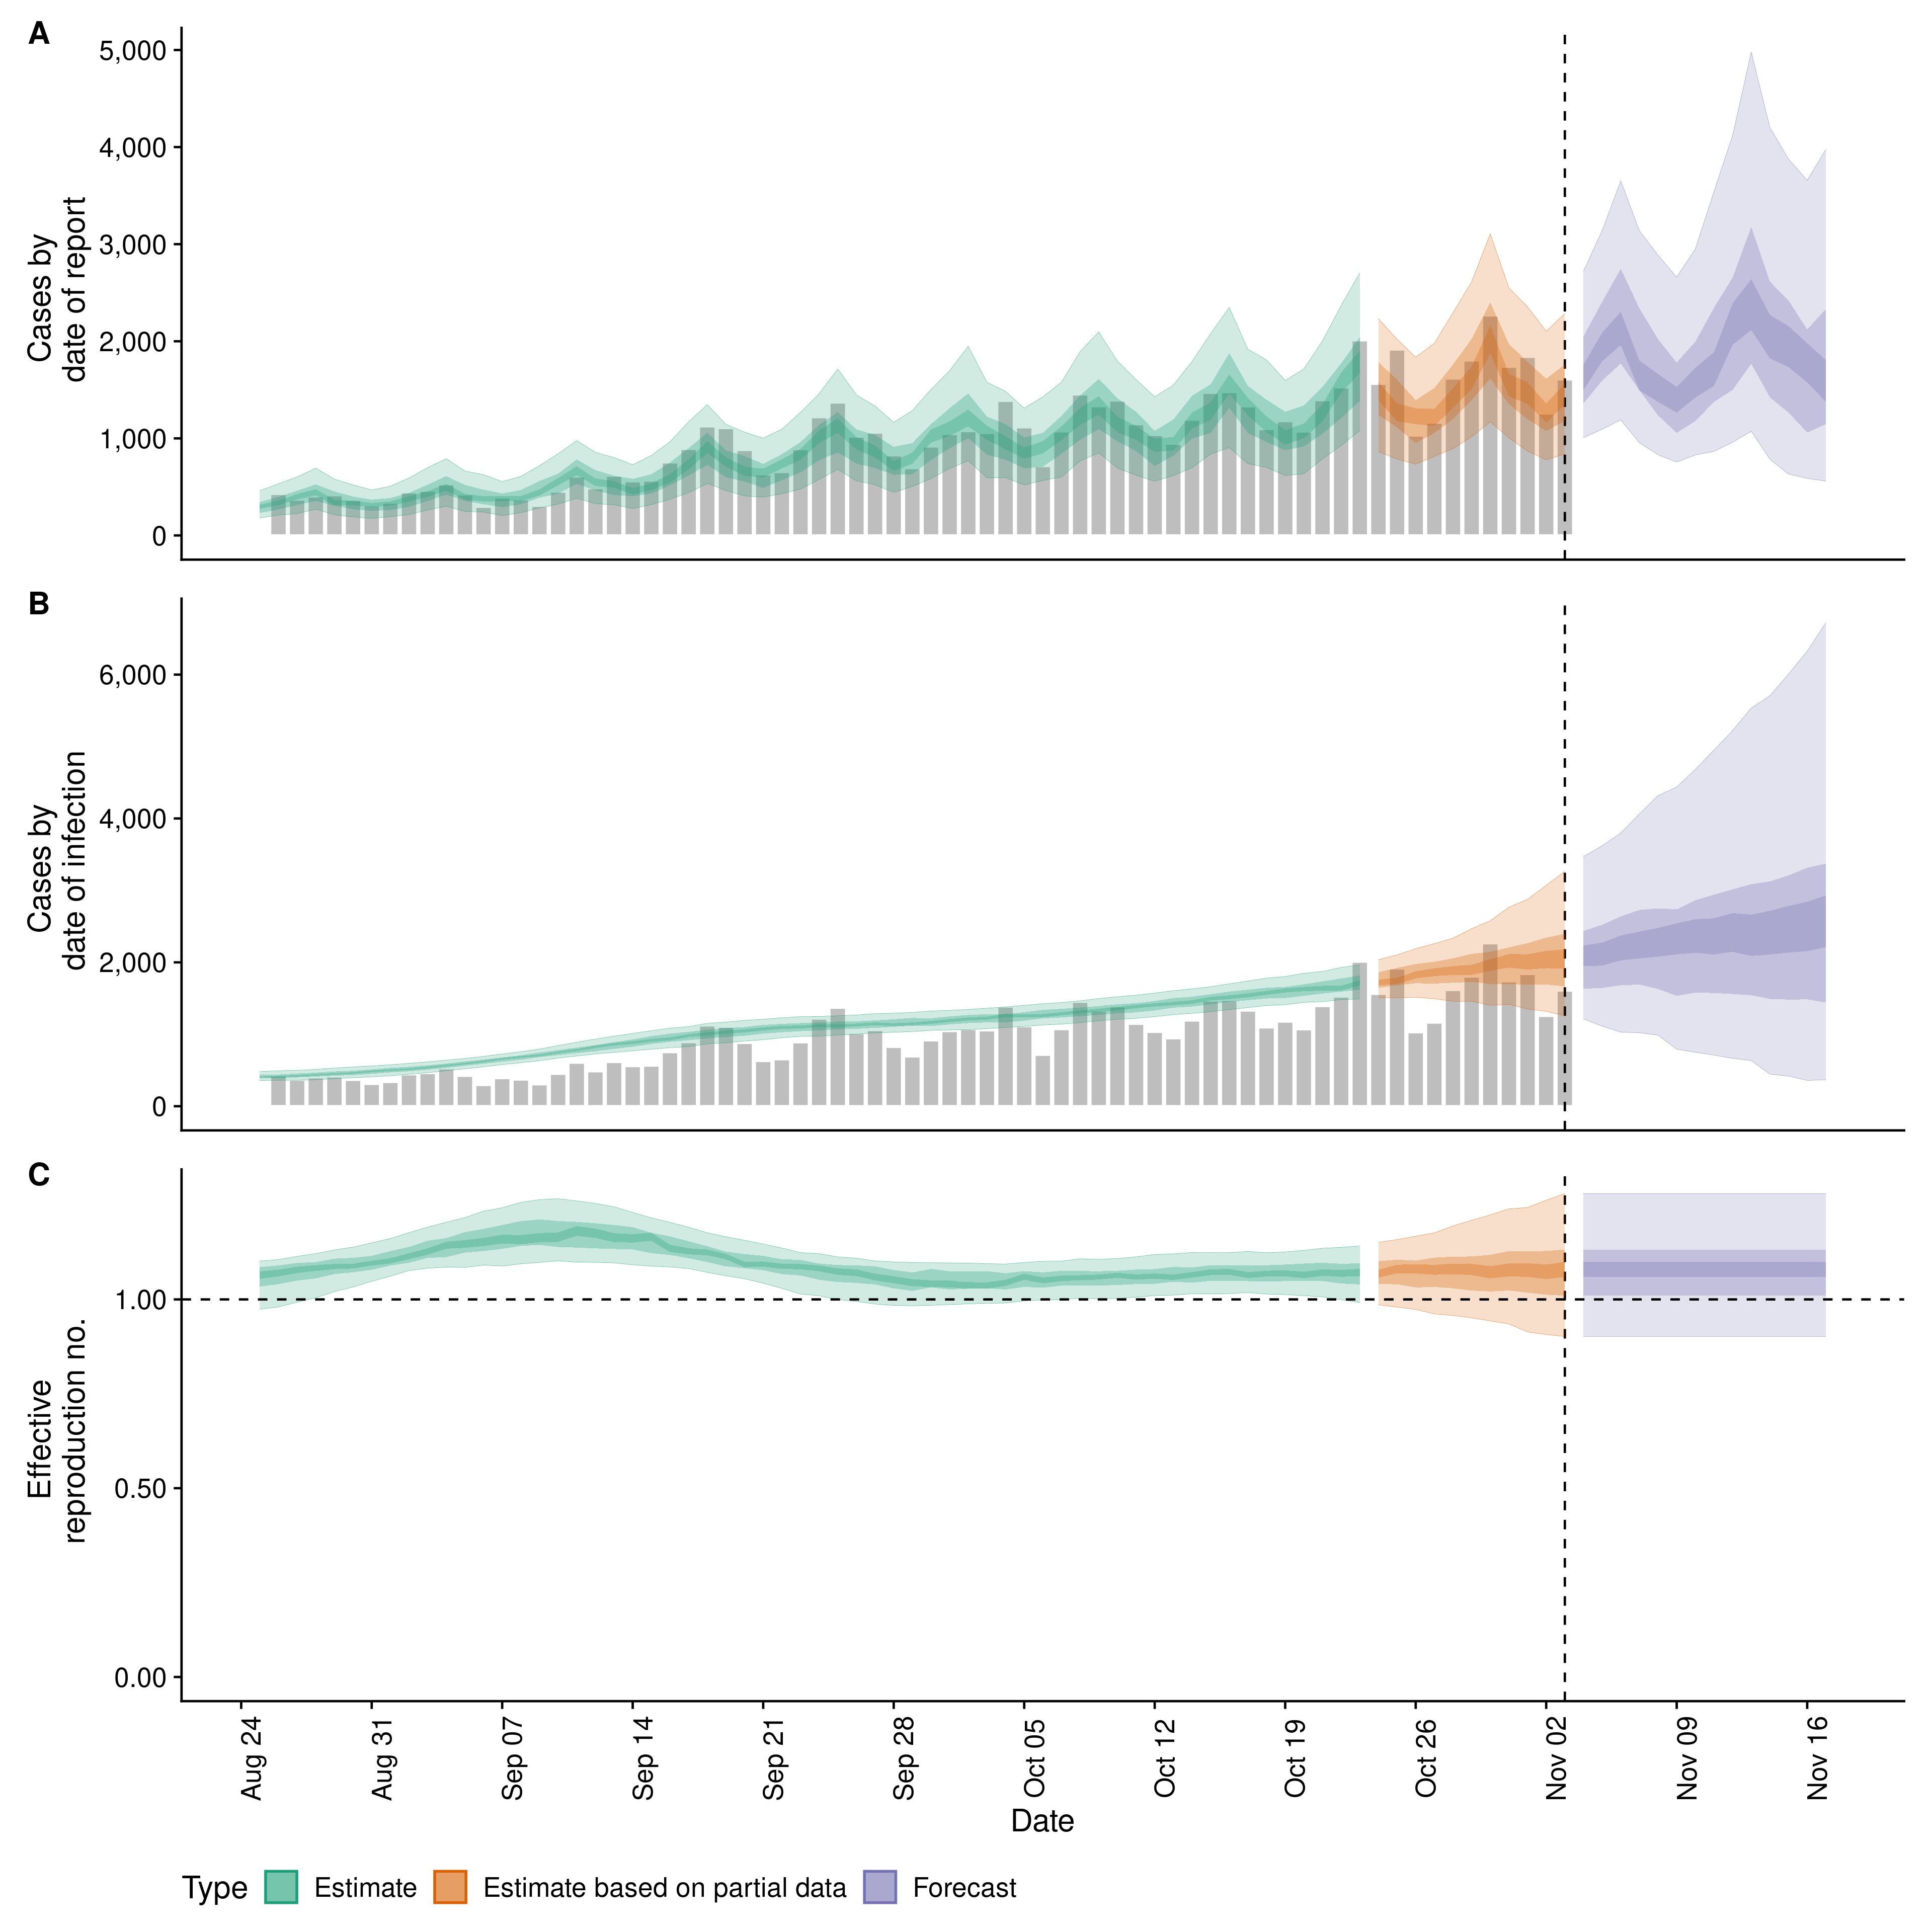 A
5,000
4,000
3,000
2,000
1,000
0
Cases by
date of report
B
6,000
4,000
2,000
0
Cases by
date of infection
C
1.00
0.50
0.00
Effective
reproduction no.
Aug 24
Aug 31
Sep 07
Sep 14
Sep 21
Sep 28
Oct 05
Oct 12
Oct 19
Oct 26
Nov 02
Nov 09
Nov 16
Date
Type Estimate Estimate based on partial data Forecast